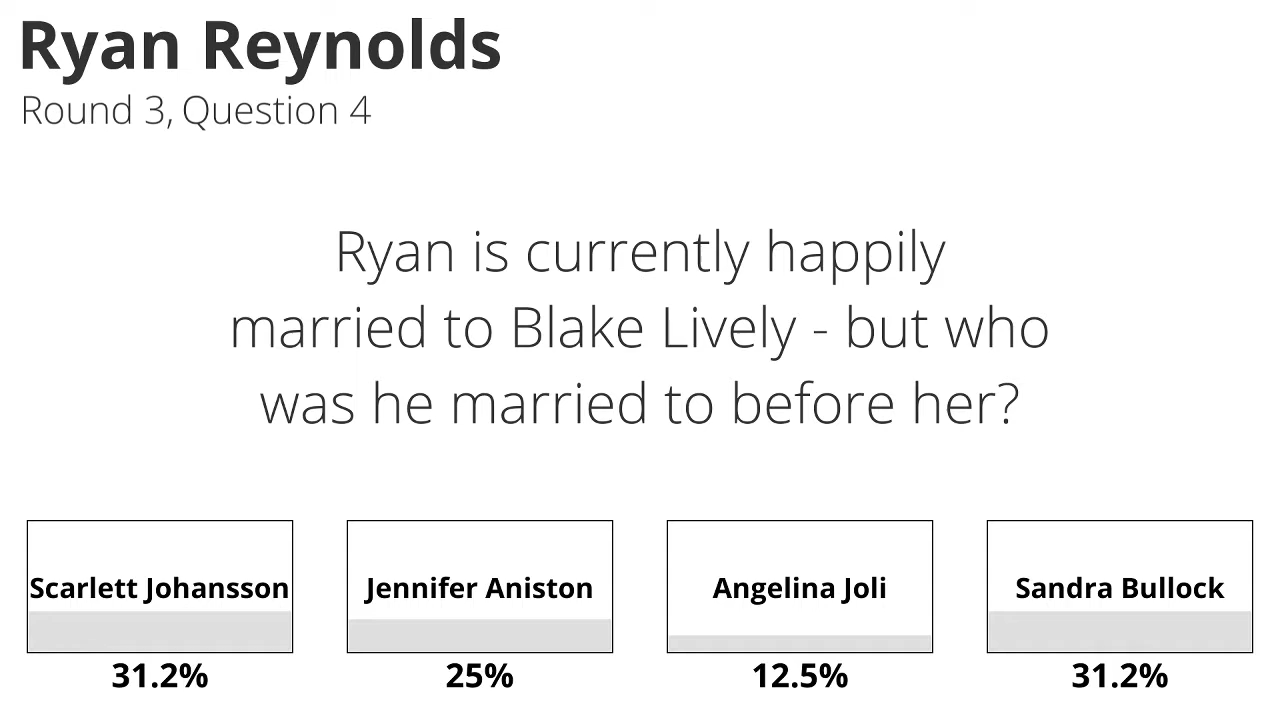 Ryan Reynolds
Round 3, Question 4
Ryan is currently happily
married to Blake Lively - but who
was he married to before her?
Scarlett Johansson
Jennifer Aniston
Angelina Joli
Sandra Bullock
31.2%
25%
12.5%
31.2%